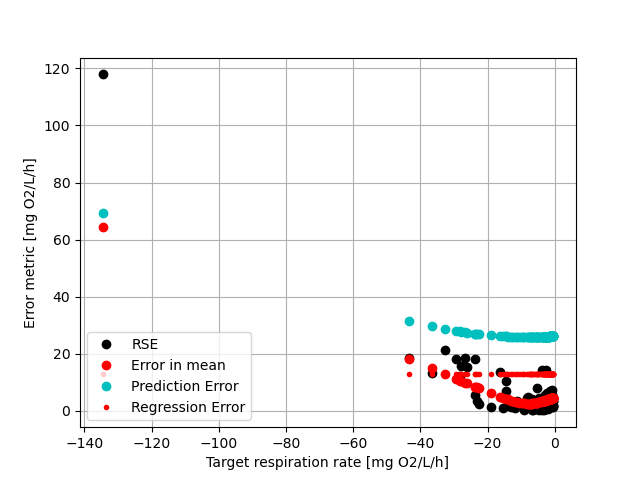 120
100
80
60
40
20
0
Error metric [mg O2/L/h]
RSE
Error in mean
Prediction Error
Regression Error
−140 −120 −100 −80 −60 −40 −20 0
Target respiration rate [mg O2/L/h]